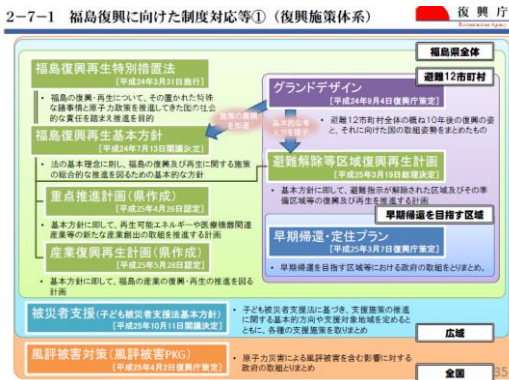 2-7-1 福島復興に向けた制度対応等①(復興施策体系)
復興庁
Reconstruction Agency
福島県全体
避難12市町村
福島復興再生特別措置法
[平成24年3月31日施行]
・ 福島の復興・再生について、その置かれた特殊
な諸事情と原子力政策を推進してきた国の社会
的な責任を踏まえ推進を目的
グランドデザイン
[平成24年9月4日復興庁策定]
・ 避難12市町村全体の概ね10年後の復興の姿
と、それに向けた国の取組姿勢をまとめたもの
福島復興再生基本方針
[平成24年7月13日閣議決定]
・ 法の基本理念に則し、福島の復興及び再生に関する施策
の総合的な推進を図るための基本的な方針
避難解除等区域復興再生計画
[平成25年3月19日総理決定]
・ 基本方針に即して、避難指示が解除された区域及びその準
備区域等の復興及び再生を推進する計画
重点推進計画(県作成)
[平成25年4月26日認定]
・ 基本方針に即して、再生可能エネルギーや医療機器関連
産業等の新たな産業創出の取組を推進する計画
早期帰還を目指す区域
早期帰還・定住プラン
[平成25年3月7日復興庁策定]
・ 早期帰還を目指す区域等における政府の取組をとりまとめ。
産業復興再生計画(県作成)
[平成25年5月28日認定]
・ 基本方針に即して、福島の産業の復興・再生の推進を図る
計画
被災者支援(子ども被災者支援法基本方針)
[平成25年10月11日閣議決定]
・ 子ども被災者支援法に基づき、支援施策の推進
に関する基本的方向や支援対象地域を定めると
ともに、各種の支援施策を取りまとめ
広域
風評被害対策(風評被害PKG)
[平成25年4月2日復興庁策定]
・ 原子力災害による風評被害を含む影響に対する
政府の取組とりまとめ
全国
35